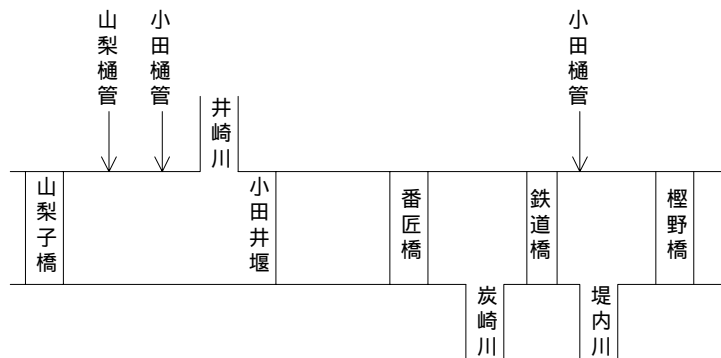 山梨樋管
小田樋管
小田樋管
井崎川
山梨子橋
小田井堰
番匠橋
鉄道橋
樫野橋
炭崎川
堤内川